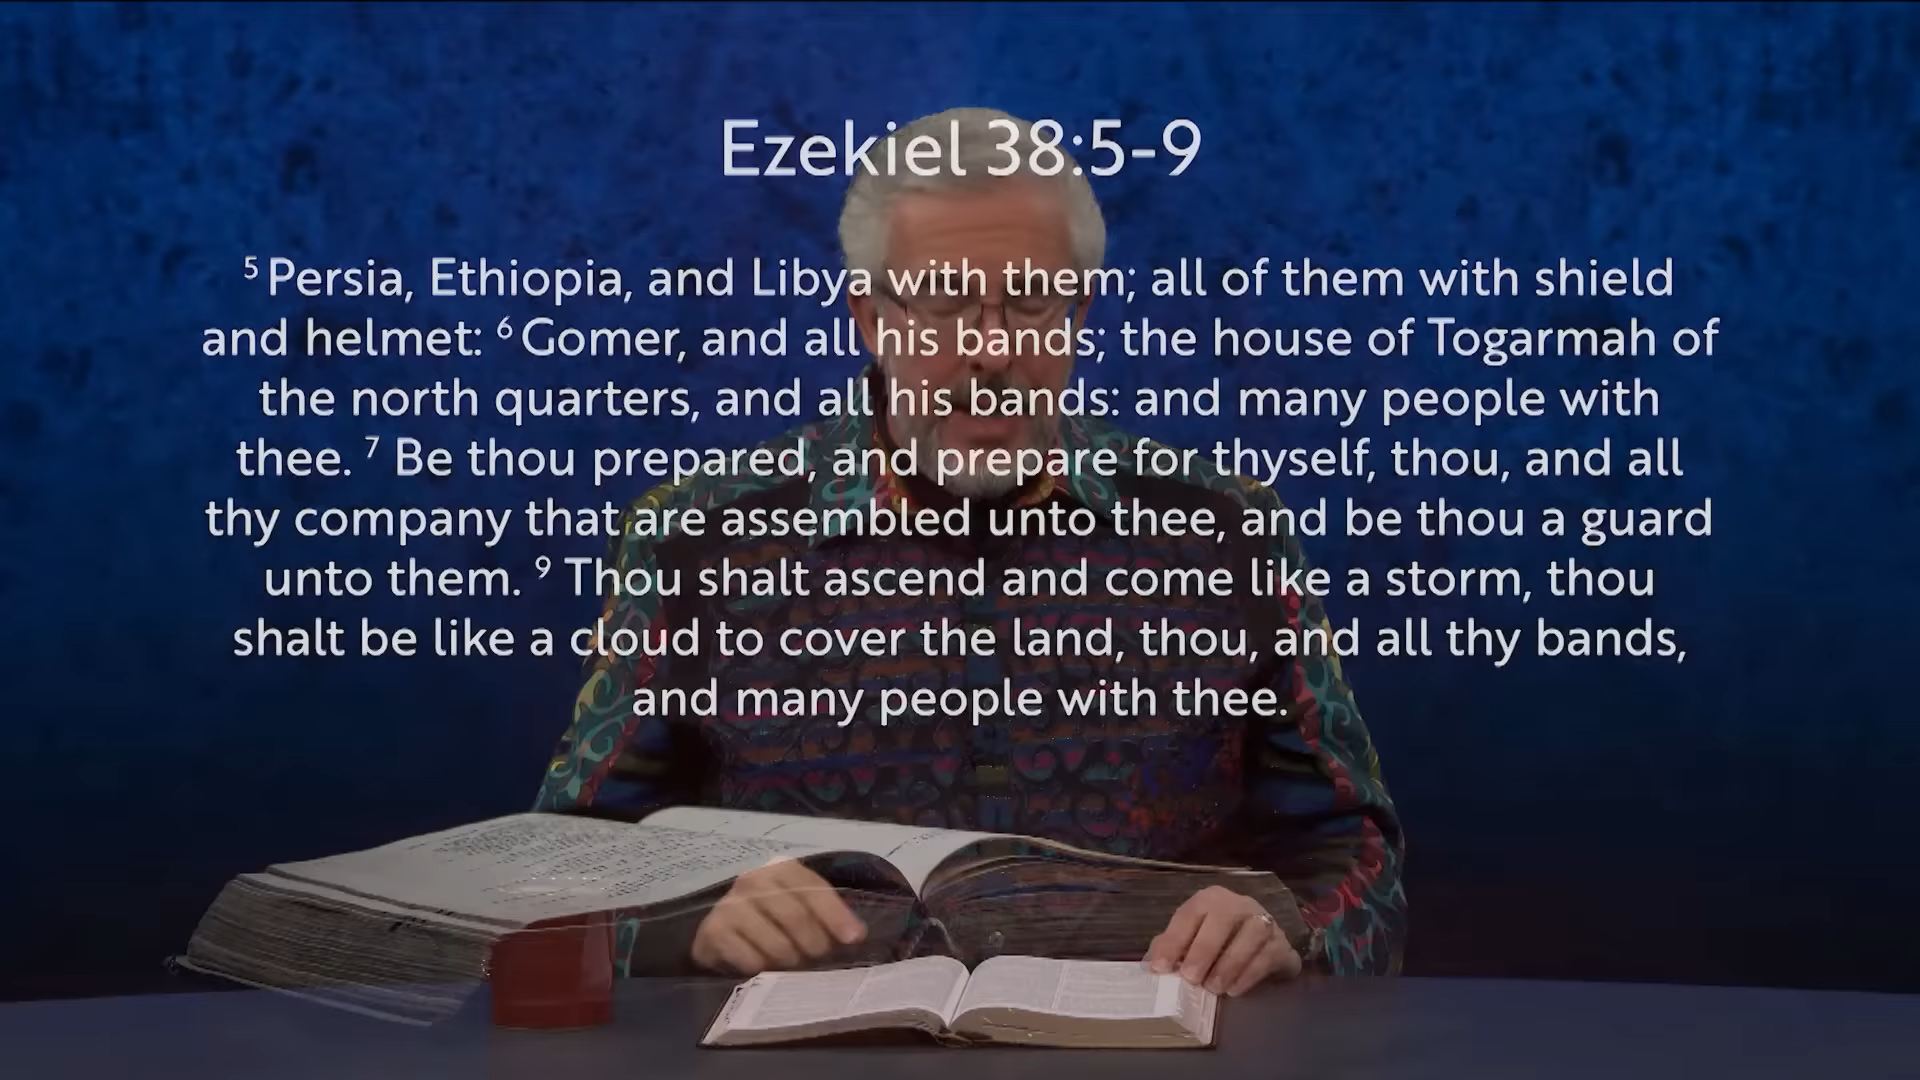 Ezekiel 38:5-9
⁵ Persia, Ethiopia, and Libya with them; all of them with shield
and helmet: ⁶ Gomer, and all his bands; the house of Togarmah of
the north quarters, and all his bands: and many people with
thee. ⁷ Be thou prepared, and prepare for thyself, thou, and all
thy company that are assembled unto thee, and be thou a guard
unto them. ⁹ Thou shalt ascend and come like a storm, thou
shalt be like a cloud to cover the land, thou, and all thy bands,
and many people with thee.